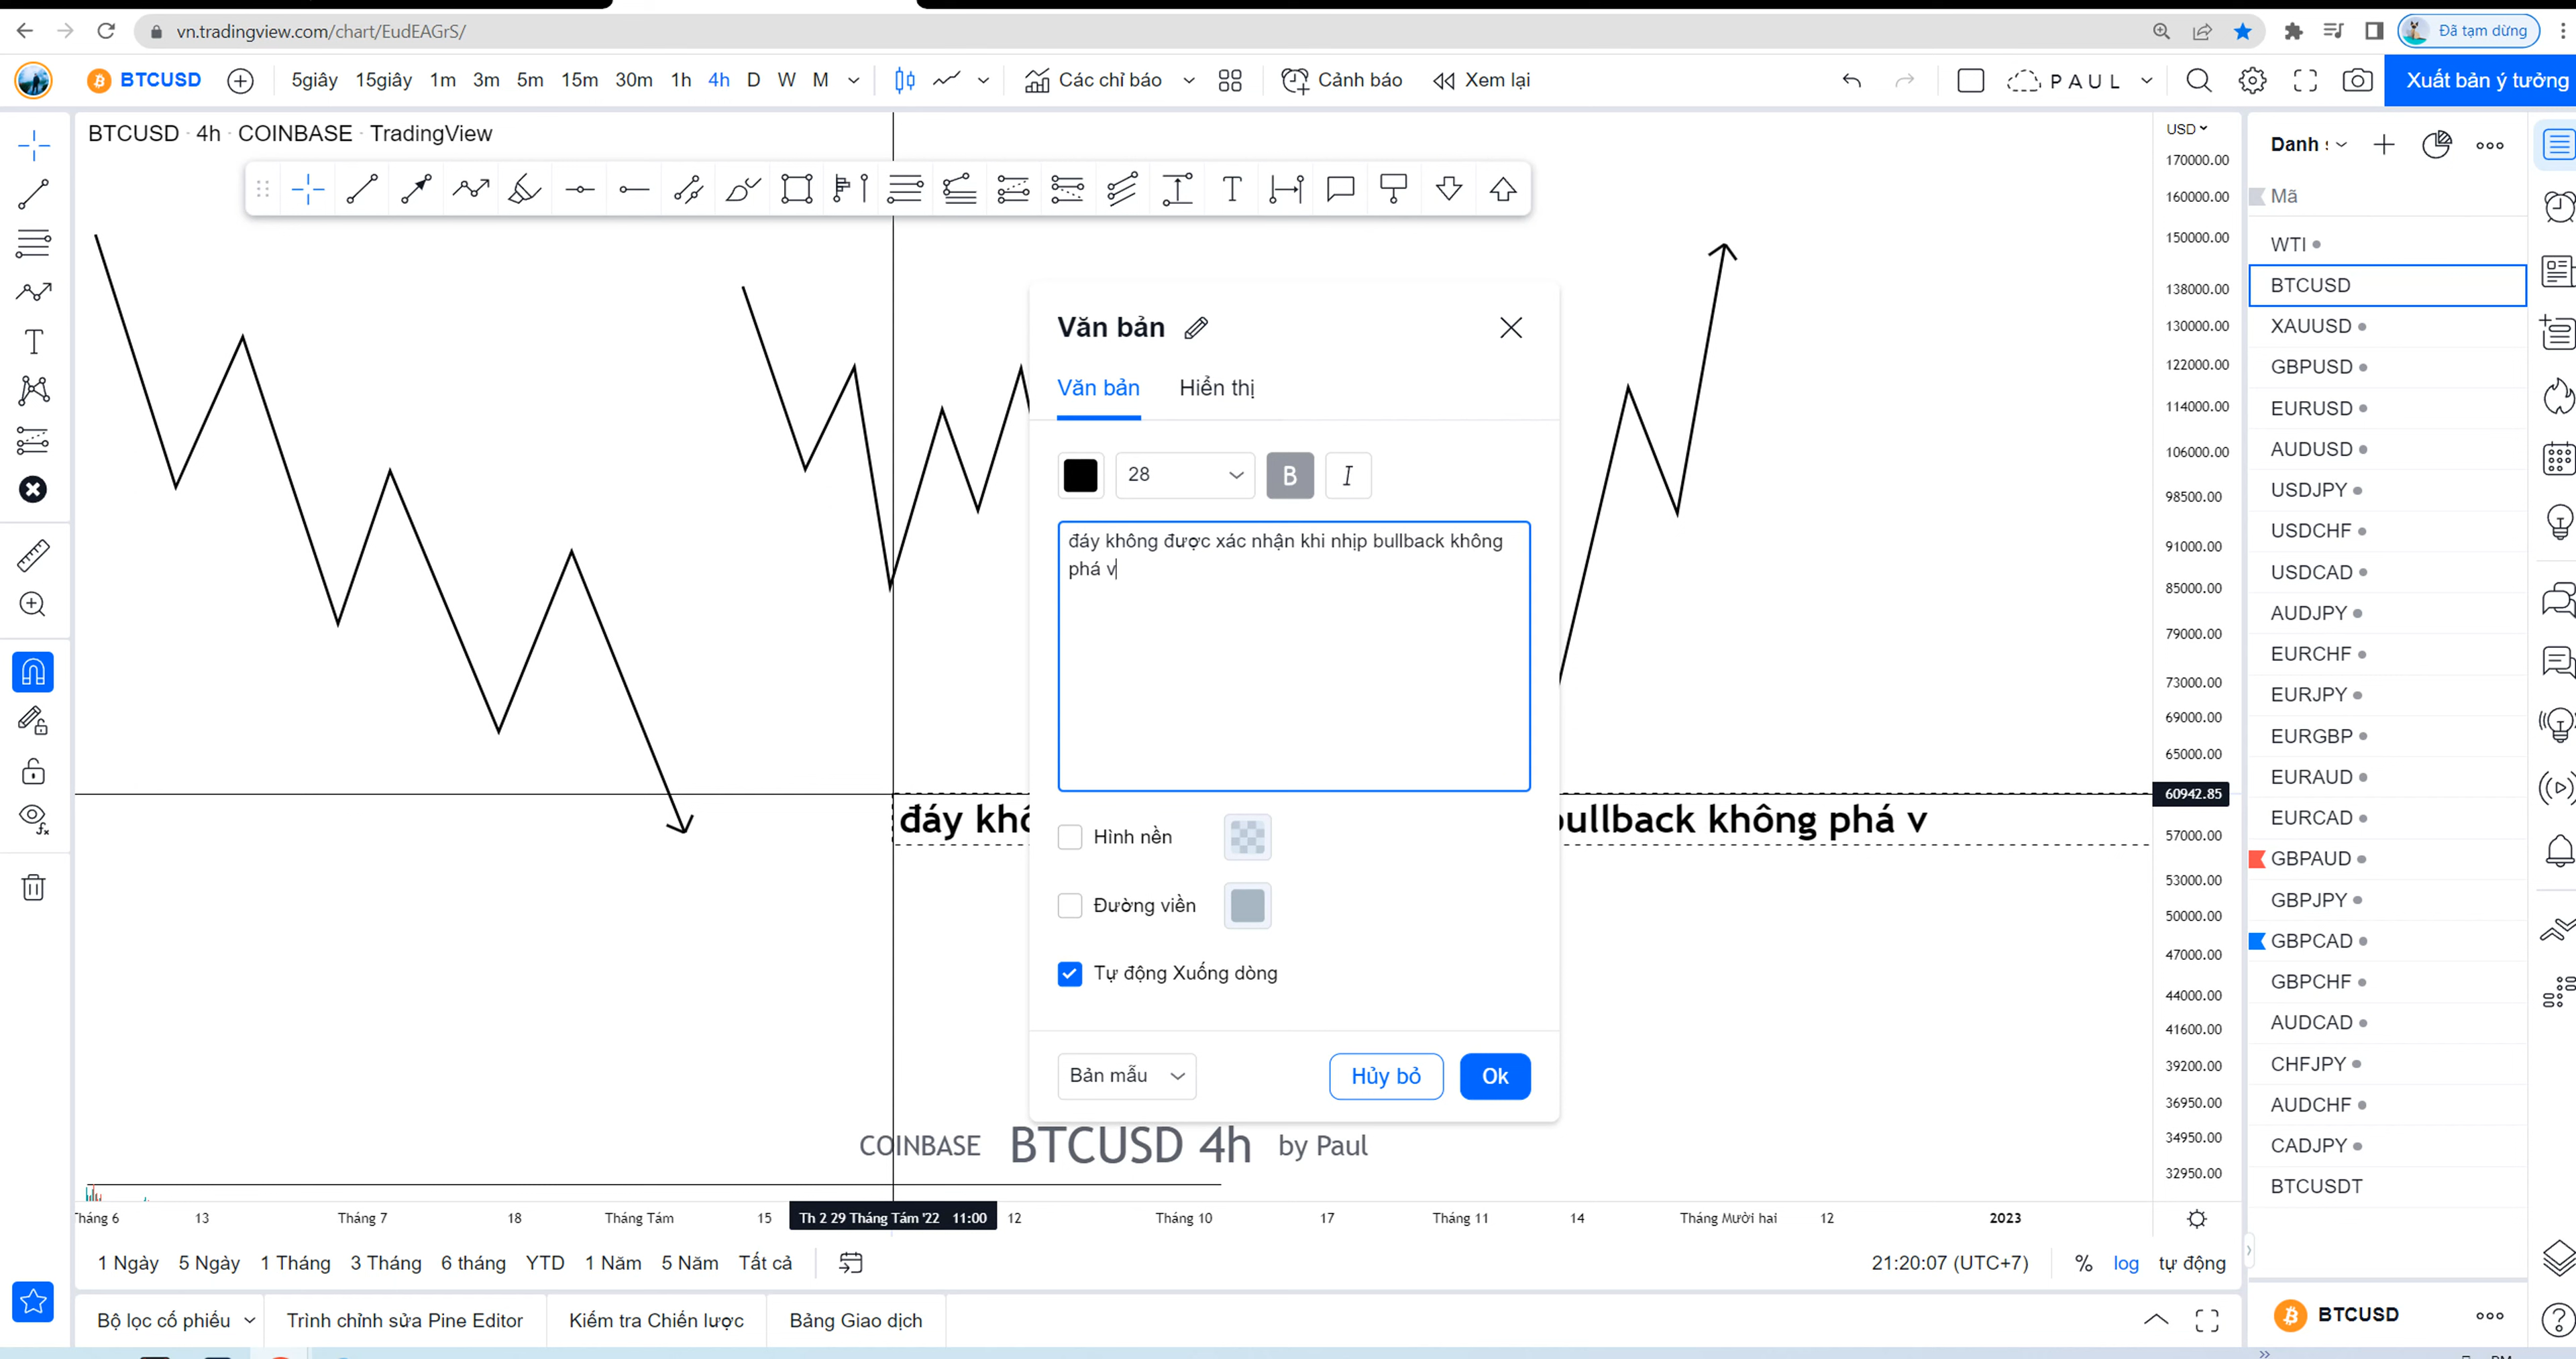 vn.tradingview.com/chart/EudEAGrS/
Đã tạm dừng
BTCUSD
5giây 15giây 1m 3m 5m 15m 30m 1h 4h D W M
Các chỉ báo
Cảnh báo
Xem lại
PAUL
Xuất bản ý tưởng
BTCUSD · 4h · COINBASE · TradingView
USD
170000.00
160000.00
150000.00
138000.00
130000.00
122000.00
114000.00
106000.00
98500.00
91000.00
85000.00
79000.00
73000.00
69000.00
65000.00
60942.85
57000.00
53000.00
50000.00
47000.00
44000.00
41600.00
39200.00
36950.00
34950.00
32950.00
Danh
Mã
WTI
BTCUSD
XAUUSD
GBPUSD
EURUSD
AUDUSD
USDJPY
USDCHF
USDCAD
AUDJPY
EURCHF
EURJPY
EURGBP
EURAUD
EURCAD
GBPAUD
GBPJPY
GBPCAD
GBPCHF
AUDCAD
CHFJPY
AUDCHF
CADJPY
BTCUSDT
BTCUSD
Văn bản
Văn bản Hiển thị
28 B I
đáy không được xác nhận khi nhịp bullback không
phá v
Hình nền
Đường viền
Tự động Xuống dòng
Bản mẫu
Hủy bỏ
Ok
đáy khô
bullback không phá v
COINBASE BTCUSD 4h by Paul
Tháng 6 13 Tháng 7 18 Tháng Tám 15 Th 2 29 Tháng Tám '22 11:00 12 Tháng 10 17 Tháng 11 14 Tháng Mười hai 12 2023
1 Ngày 5 Ngày 1 Tháng 3 Tháng 6 tháng YTD 1 Năm 5 Năm Tất cả
21:20:07 (UTC+7) % log tự động
Bộ lọc cổ phiếu
Trình chỉnh sửa Pine Editor
Kiểm tra Chiến lược
Bảng Giao dịch